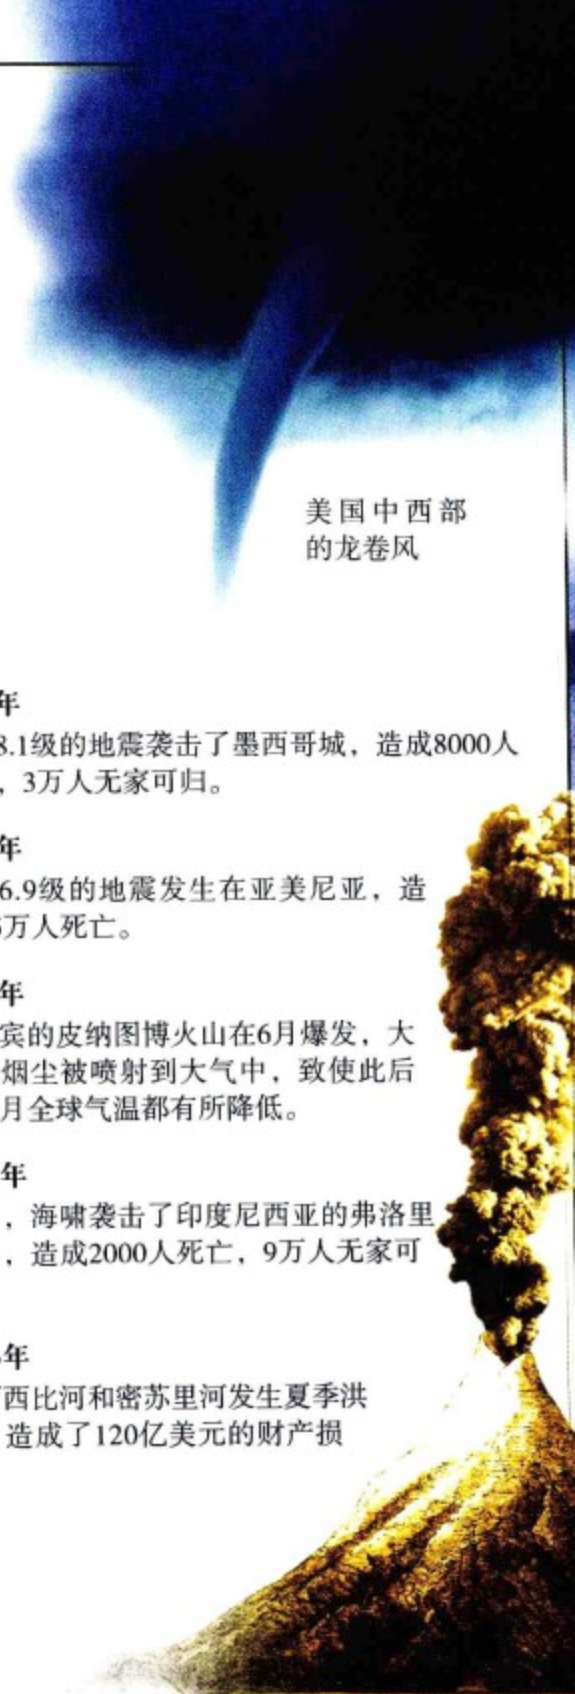 美国中西部
的龙卷风
年
8.1级的地震袭击了墨西哥城，造成8000人
，3万人无家可归。
年
6.9级的地震发生在亚美尼亚，造
万人死亡。
年
宾的皮纳图博火山在6月爆发，大
烟尘被喷射到大气中，致使此后
月全球气温都有所降低。
年
，海啸袭击了印度尼西亚的弗洛里
，造成2000人死亡，9万人无家可
年
西比河和密苏里河发生夏季洪
造成了120亿美元的财产损